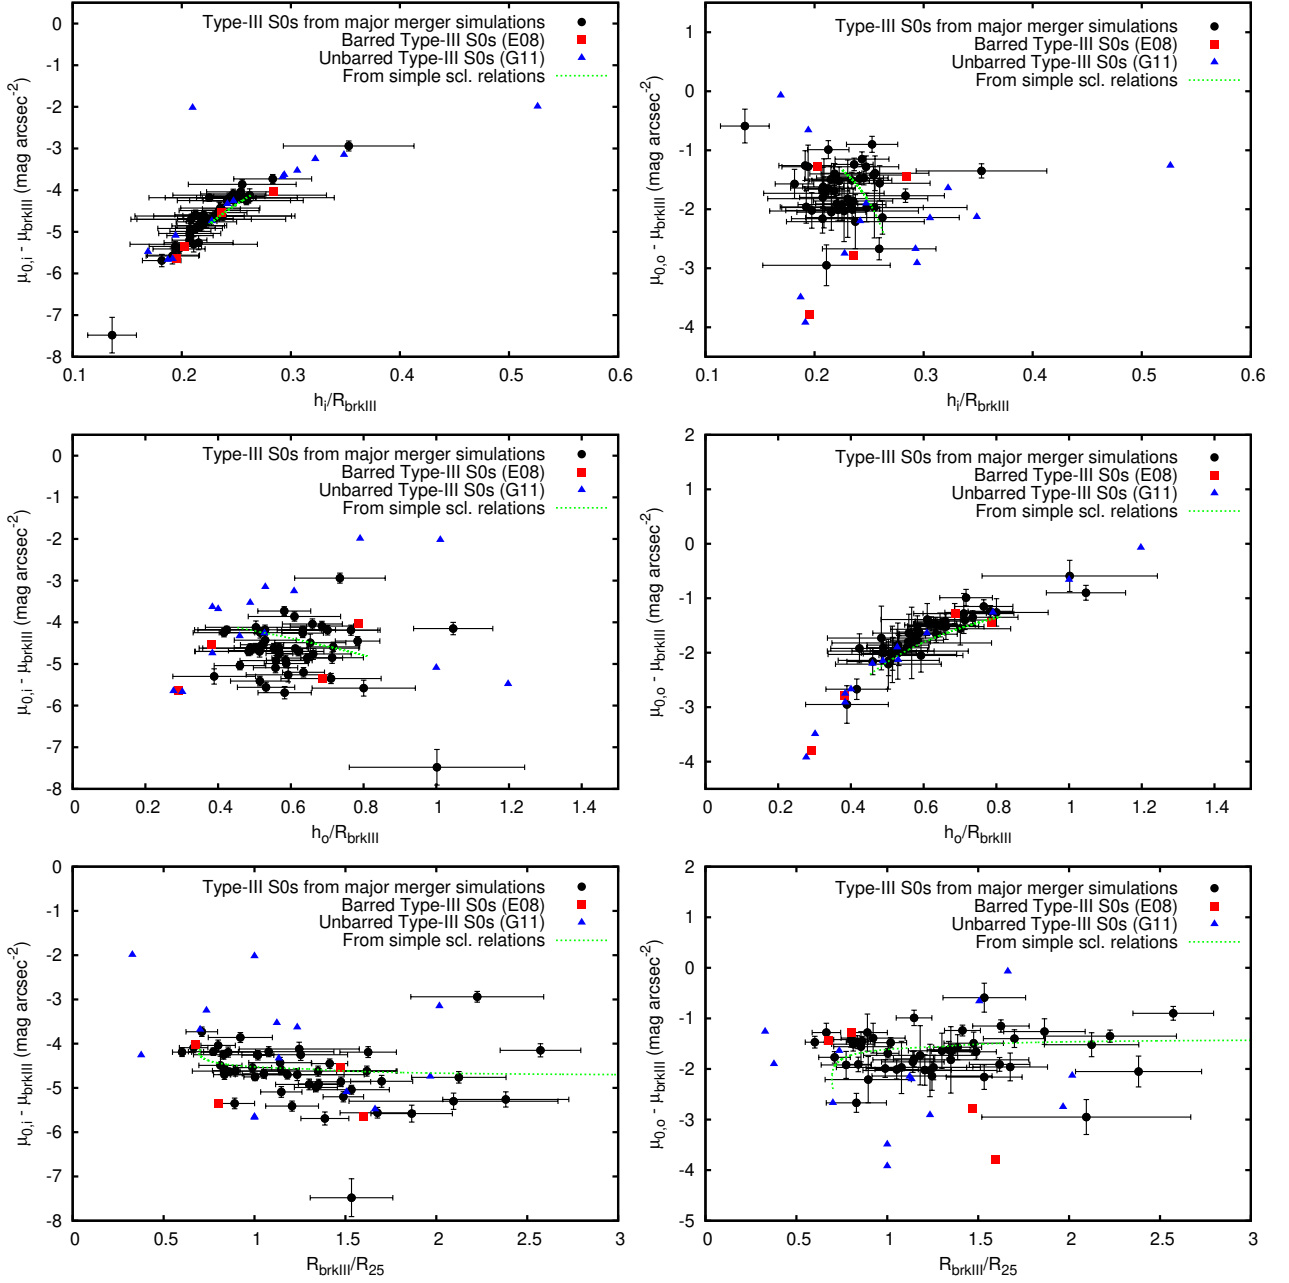 0
-1
-2
-3
-4
-5
-6
-7
-8
0.1
0.2
0.3
0.4
0.5
0.6
μ0,i - μbrkIII (mag arcsec-2)
hi/RbrkIII
Type-III S0s from major merger simulations
Barred Type-III S0s (E08)
Unbarred Type-III S0s (G11)
From simple scl. relations
1
0
-1
-2
-3
-4
0.1
0.2
0.3
0.4
0.5
0.6
μ0,o - μbrkIII (mag arcsec-2)
hi/RbrkIII
Type-III S0s from major merger simulations
Barred Type-III S0s (E08)
Unbarred Type-III S0s (G11)
From simple scl. relations
0
-1
-2
-3
-4
-5
-6
-7
-8
0
0.2
0.4
0.6
0.8
1
1.2
1.4
μ0,i - μbrkIII (mag arcsec-2)
ho/RbrkIII
Type-III S0s from major merger simulations
Barred Type-III S0s (E08)
Unbarred Type-III S0s (G11)
From simple scl. relations
2
1
0
-1
-2
-3
-4
0
0.2
0.4
0.6
0.8
1
1.2
1.4
μ0,o - μbrkIII (mag arcsec-2)
ho/RbrkIII
Type-III S0s from major merger simulations
Barred Type-III S0s (E08)
Unbarred Type-III S0s (G11)
From simple scl. relations
0
-1
-2
-3
-4
-5
-6
-7
-8
0
0.5
1
1.5
2
2.5
3
μ0,i - μbrkIII (mag arcsec-2)
RbrkIII/R25
Type-III S0s from major merger simulations
Barred Type-III S0s (E08)
Unbarred Type-III S0s (G11)
From simple scl. relations
2
1
0
-1
-2
-3
-4
-5
0
0.5
1
1.5
2
2.5
3
μ0,o - μbrkIII (mag arcsec-2)
RbrkIII/R25
Type-III S0s from major merger simulations
Barred Type-III S0s (E08)
Unbarred Type-III S0s (G11)
From simple scl. relations